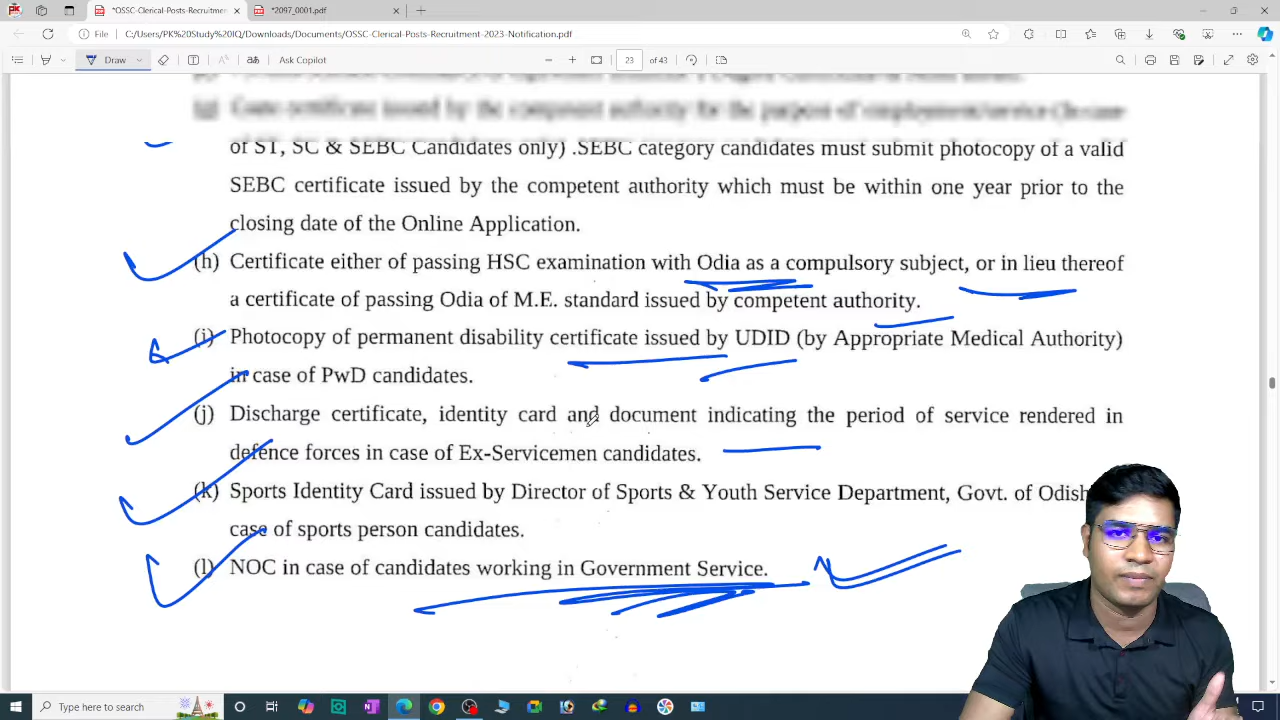 *OSSC-Clerical-Posts-Recruitment-
*2097_0001.pdf
File C:/Users/PK%20Study%20IQ/Downloads/Documents/OSSC-Clerical-Posts-Recruitment-2023-Notification.pdf
Draw Ask Copilot 23 of 43
of ST, SC & SEBC Candidates only) .SEBC category candidates must submit photocopy of a valid
SEBC certificate issued by the competent authority which must be within one year prior to the
closing date of the Online Application.
(h) Certificate either of passing HSC examination with Odia as a compulsory subject, or in lieu thereof
a certificate of passing Odia of M.E. standard issued by competent authority.
(i) Photocopy of permanent disability certificate issued by UDID (by Appropriate Medical Authority)
in case of PwD candidates.
(j) Discharge certificate, identity card and document indicating the period of service rendered in
defence forces in case of Ex-Servicemen candidates.
(k) Sports Identity Card issued by Director of Sports & Youth Service Department, Govt. of Odish
case of sports person candidates.
(l) NOC in case of candidates working in Government Service.
Type here to search